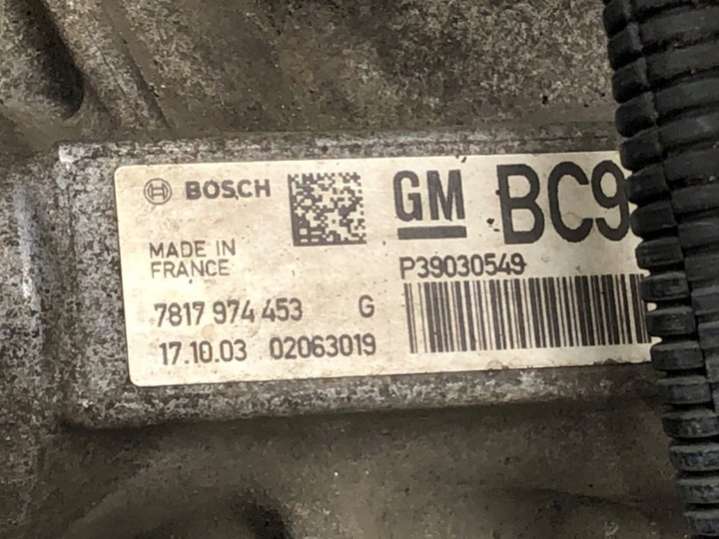 BOSCH
GM BC9
MADE IN
FRANCE
P39030549
7817 974 453 G
17.10.03 02063019